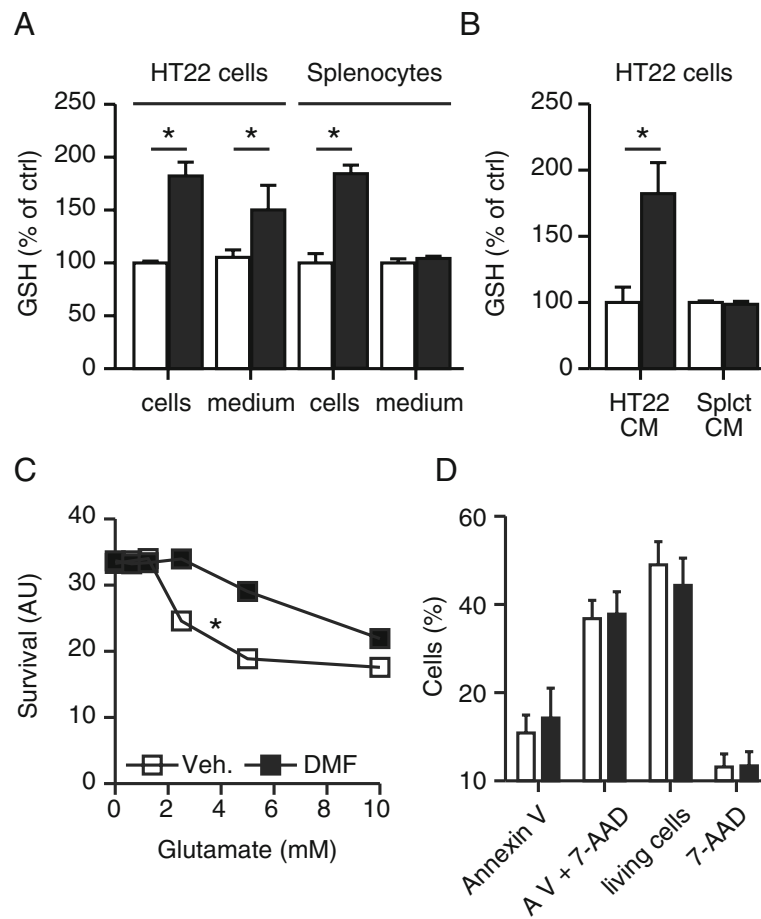 A
HT22 cells
Splenocytes
GSH (% of ctrl)
250
200
150
100
50
0
*
*
*
cells
medium
cells
medium
B
HT22 cells
GSH (% of ctrl)
250
200
150
100
50
0
*
HT22
CM
Splct
CM
C
Survival (AU)
40
30
20
10
0
*
Veh.
DMF
0
2
4
6
8
10
Glutamate (mM)
D
Cells (%)
60
40
20
10
Annexin V
A V + 7-AAD
living cells
7-AAD